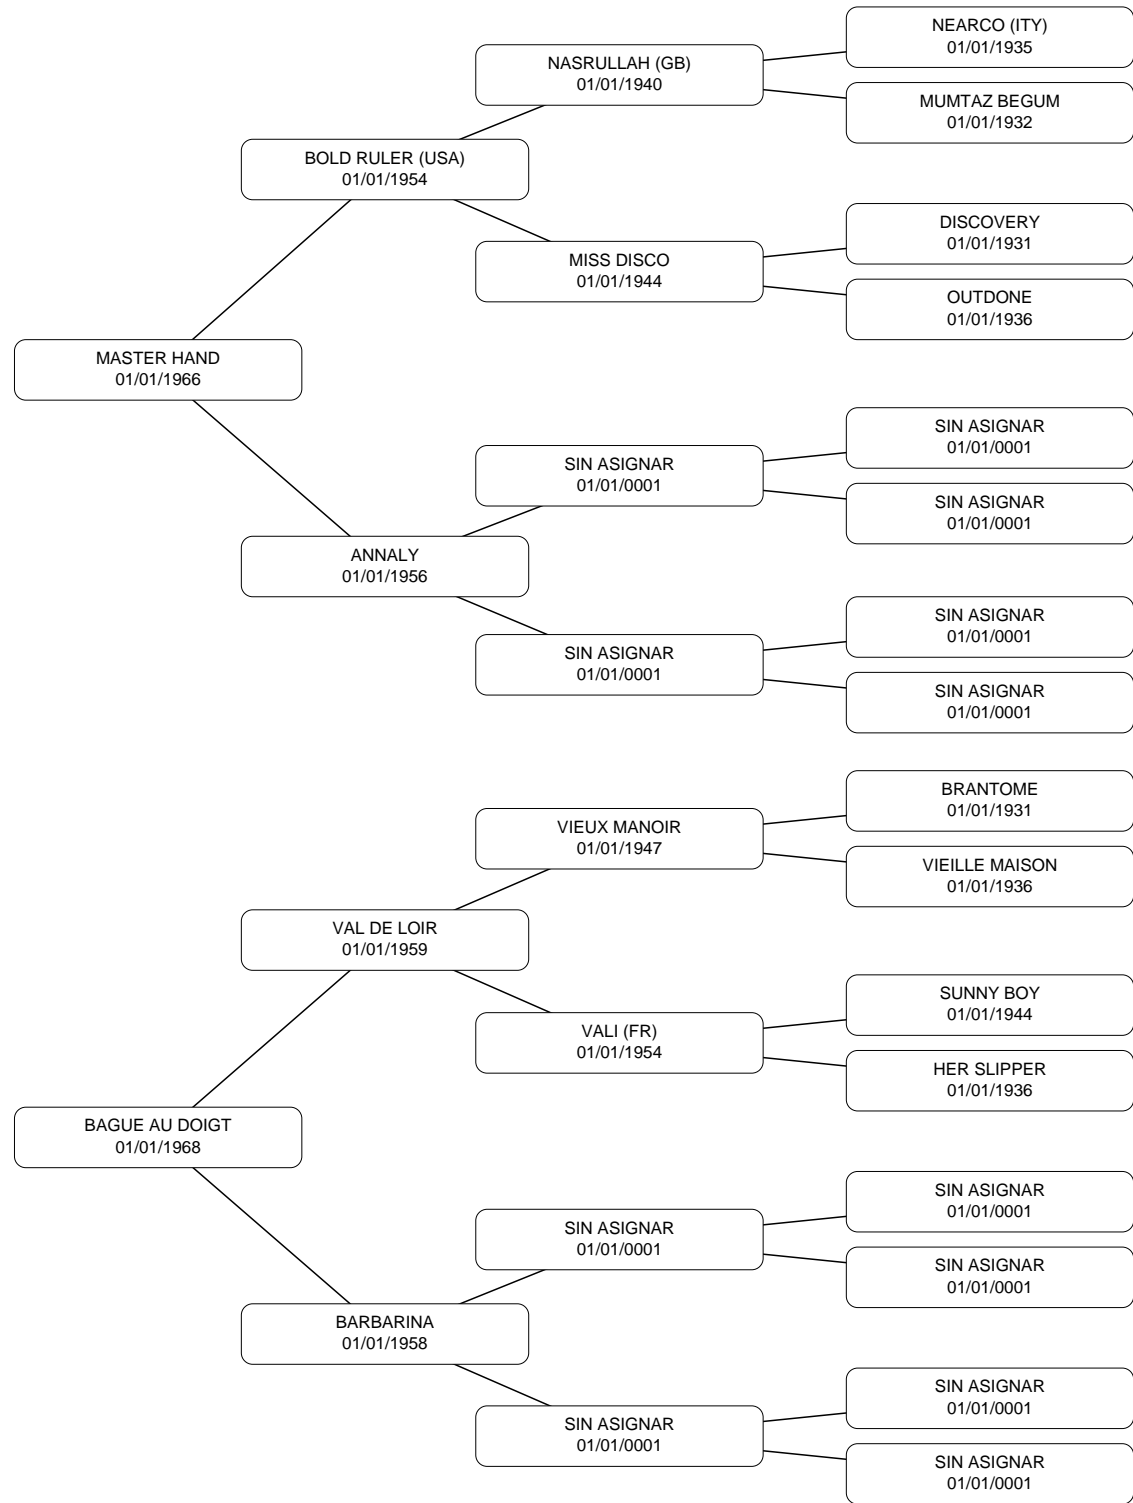 NEARCO (ITY)
01/01/1935
NASRULLAH (GB)
01/01/1940
MUMTAZ BEGUM
01/01/1932
BOLD RULER (USA)
01/01/1954
DISCOVERY
01/01/1931
MISS DISCO
01/01/1944
OUTDONE
01/01/1936
MASTER HAND
01/01/1966
SIN ASIGNAR
01/01/0001
SIN ASIGNAR
01/01/0001
SIN ASIGNAR
01/01/0001
ANNALY
01/01/1956
SIN ASIGNAR
01/01/0001
SIN ASIGNAR
01/01/0001
SIN ASIGNAR
01/01/0001
BRANTOME
01/01/1931
VIEUX MANOIR
01/01/1947
VIEILLE MAISON
01/01/1936
VAL DE LOIR
01/01/1959
SUNNY BOY
01/01/1944
VALI (FR)
01/01/1954
HER SLIPPER
01/01/1936
BAGUE AU DOIGT
01/01/1968
SIN ASIGNAR
01/01/0001
SIN ASIGNAR
01/01/0001
SIN ASIGNAR
01/01/0001
BARBARINA
01/01/1958
SIN ASIGNAR
01/01/0001
SIN ASIGNAR
01/01/0001
SIN ASIGNAR
01/01/0001